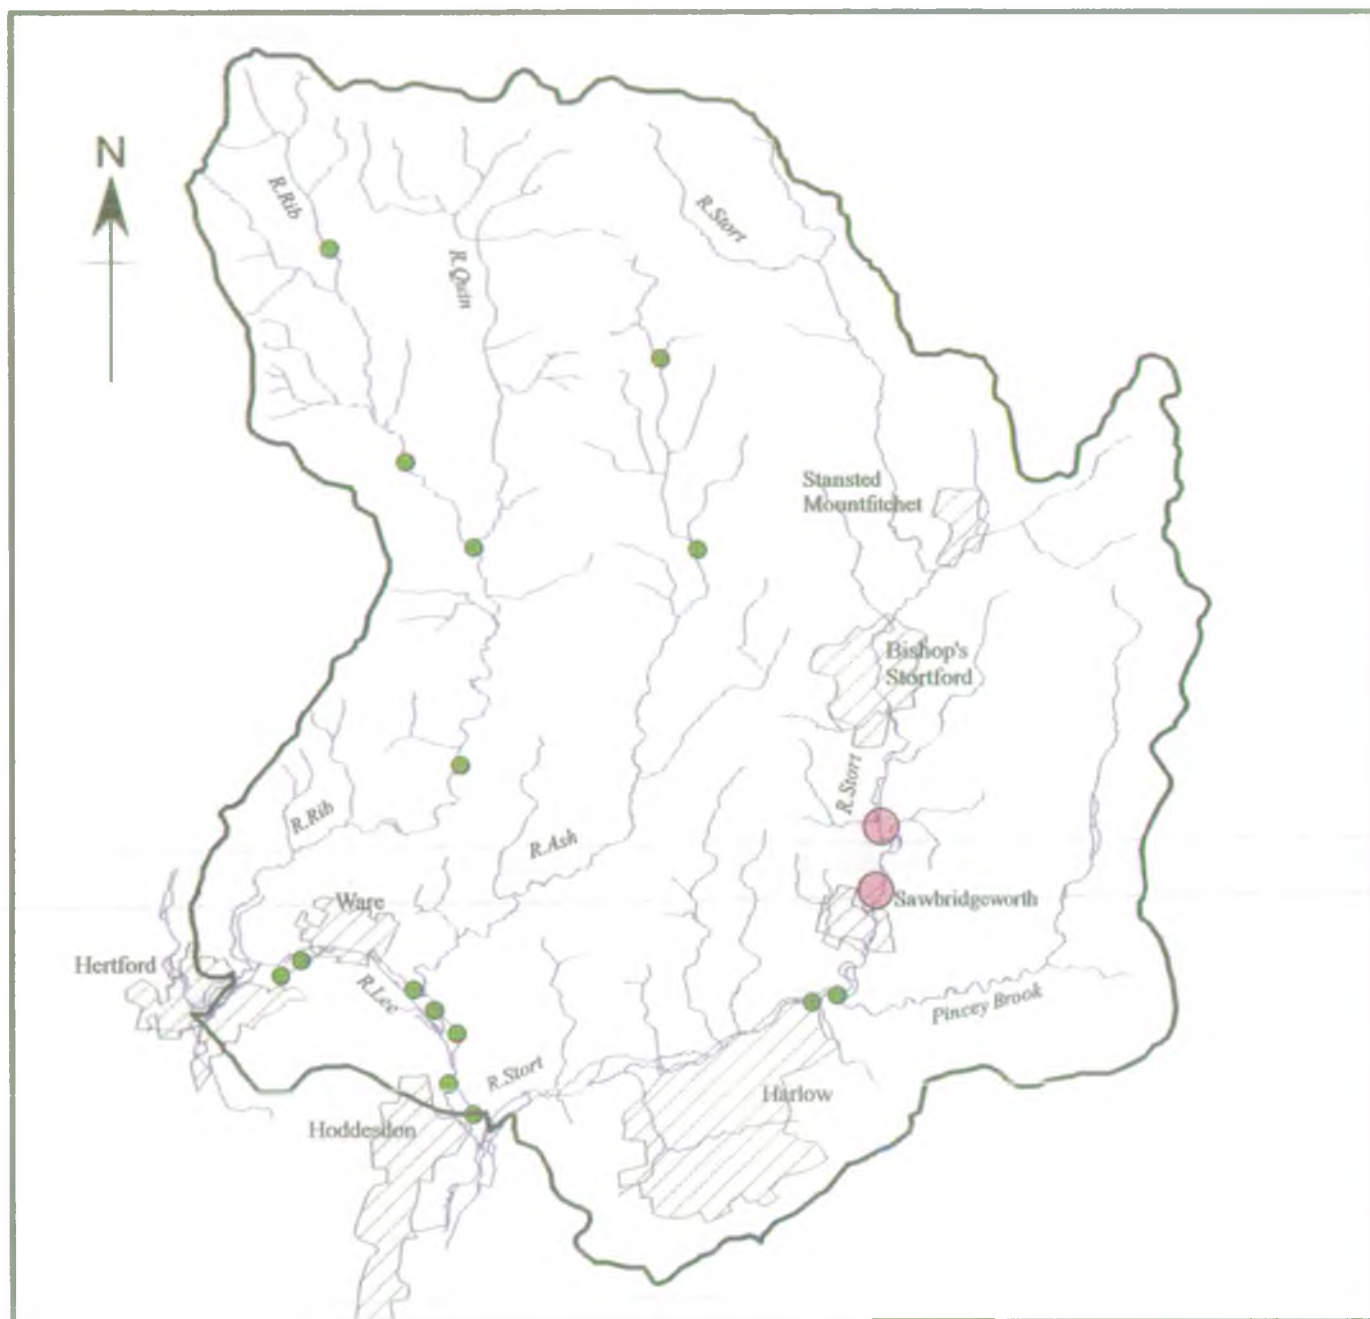 N
R.Rib
R.Stort
R.Quin
Stansted
Mountfitchet
Bishop's
Stortford
R.Stort
R.Rib
R.Ash
Ware
Sawbridgeworth
Hertford
R.Lee
Pincey Brook
R.Stort
Harlow
Hoddesdon